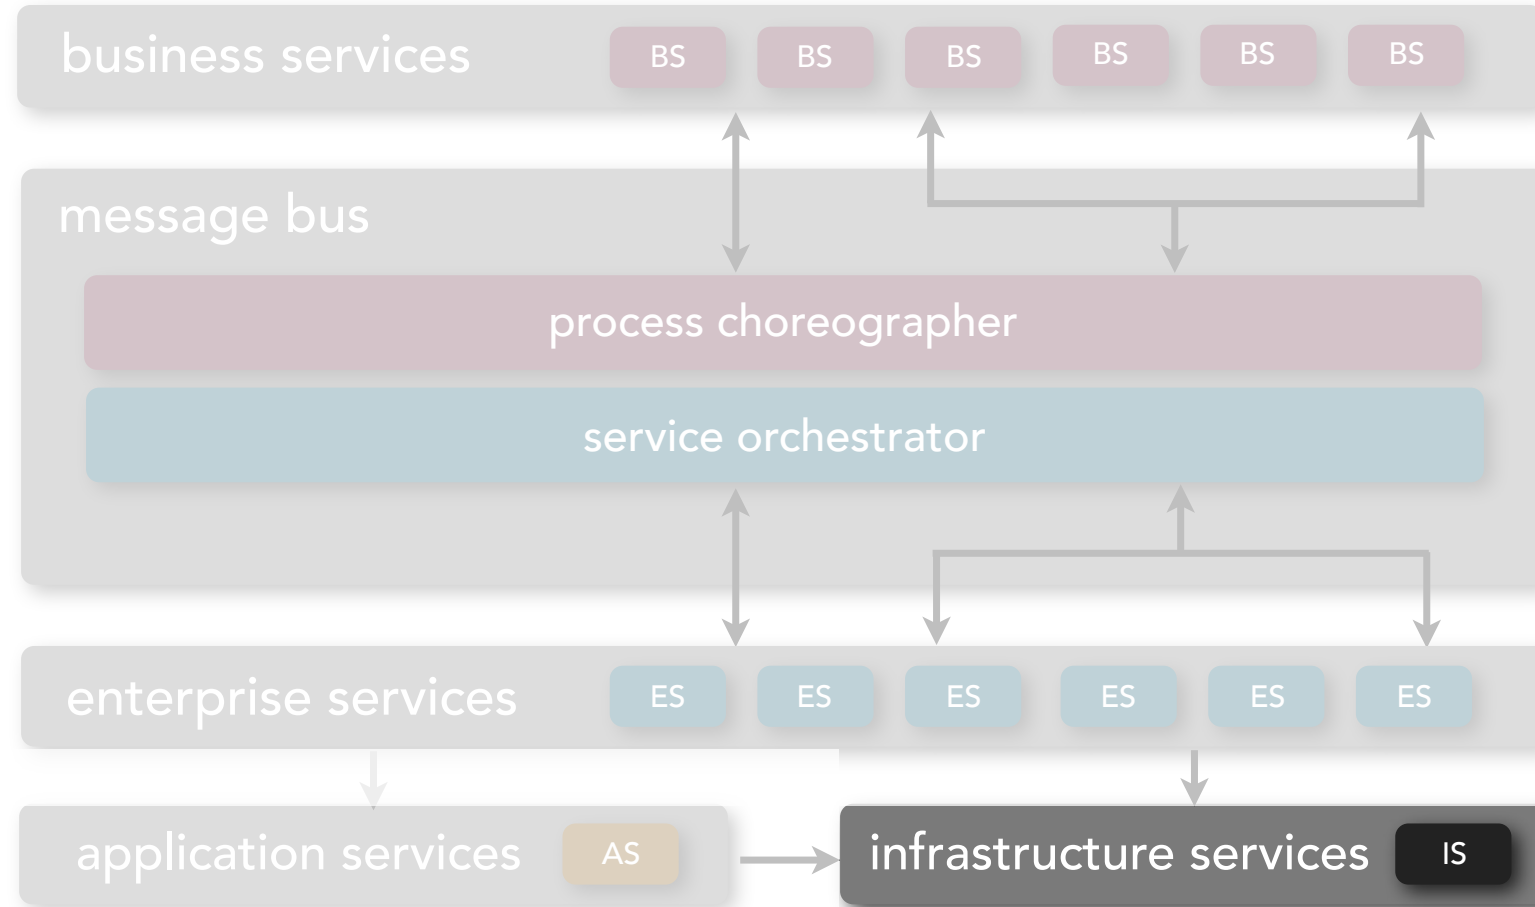 business services BS BS BS BS BS BS
message bus
process choreographer
service orchestrator
enterprise services ES ES ES ES ES ES
application services AS infrastructure services IS